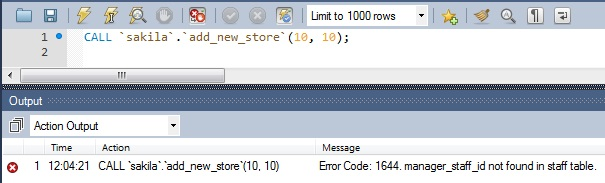 Limit to 1000 rows
1 CALL `sakila`.`add_new_store`(10, 10);
2
Output
Action Output
Time Action Message
1 12:04:21 CALL `sakila`.`add_new_store`(10, 10) Error Code: 1644. manager_staff_id not found in staff table.